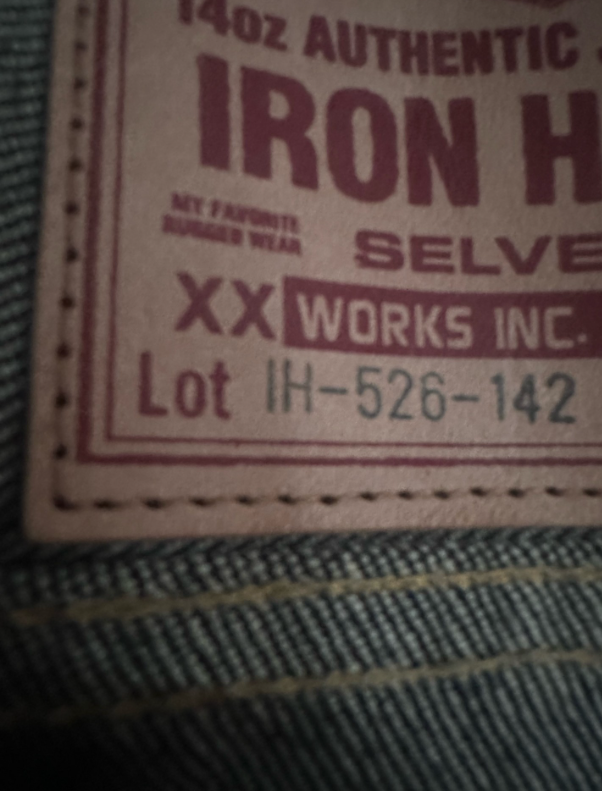 14oz AUTHENTIC
IRON H
MY FAVORITE
RUGGED WEAR
SELVE
XX WORKS INC.
Lot IH-526-142